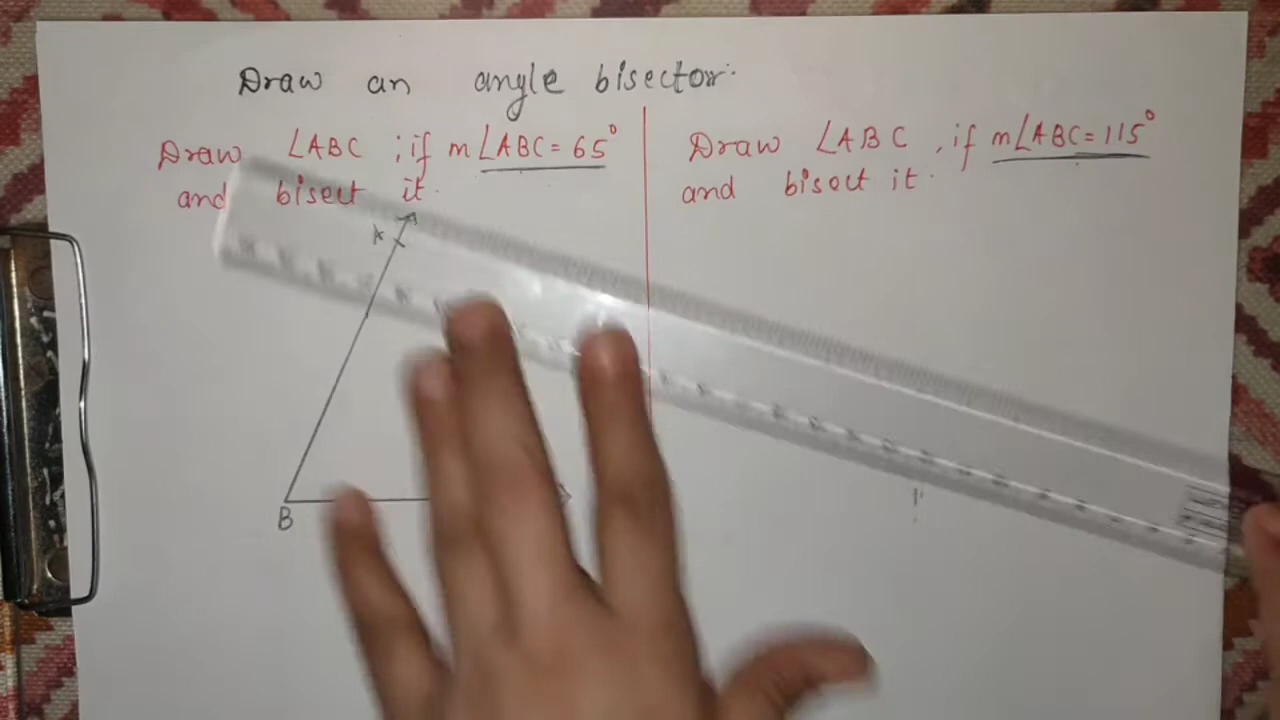 Draw an angle bisector.
Draw ∠ABC ; if m∠ABC = 65°
and bisect it.
Draw ∠ABC , if m∠ABC = 115°
and bisect it.
A
B